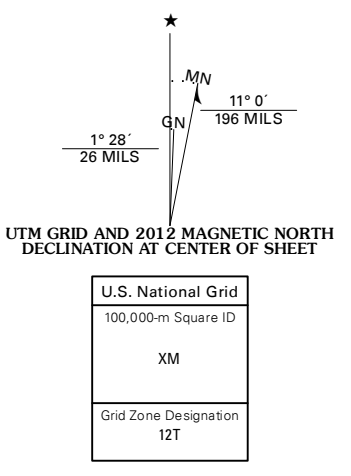 ★
MN
GN
11° 0´
196 MILS
1° 28´
26 MILS
UTM GRID AND 2012 MAGNETIC NORTH
DECLINATION AT CENTER OF SHEET
U.S. National Grid
100,000-m Square ID
XM
Grid Zone Designation
12T